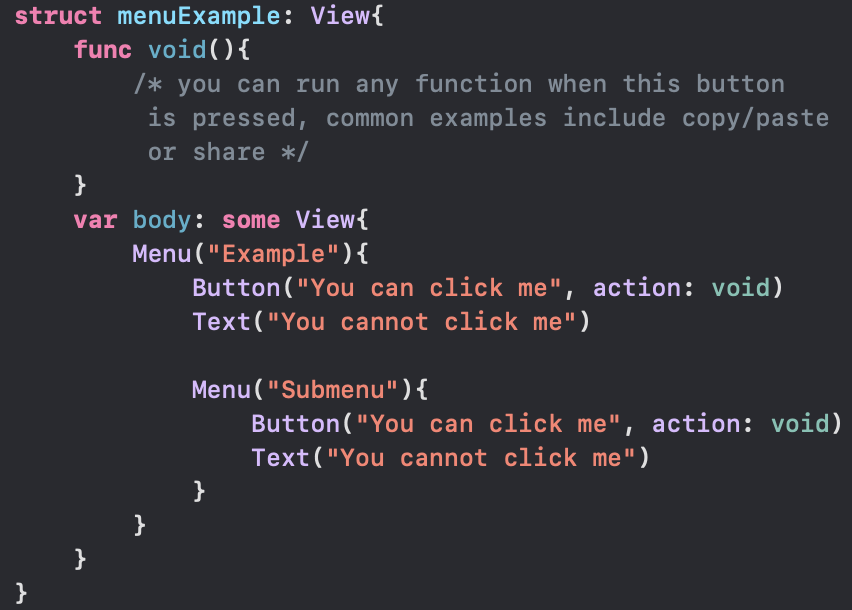 struct menuExample: View{
    func void(){
        /* you can run any function when this button
         is pressed, common examples include copy/paste
         or share */
    }
    var body: some View{
        Menu("Example"){
            Button("You can click me", action: void)
            Text("You cannot click me")

            Menu("Submenu"){
                Button("You can click me", action: void)
                Text("You cannot click me")
            }
        }
    }
}